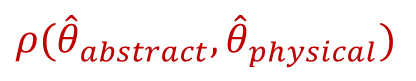 ρ(θ̂_abstract, θ̂_physical)